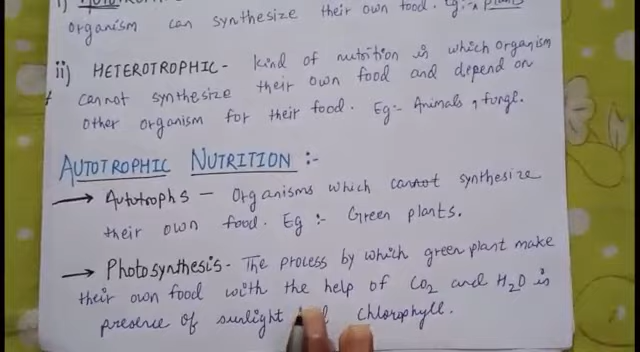 i) AUTOTROPHIC
organism can synthesize their own food. Eg:- plants
ii) HETEROTROPHIC - kind of nutrition in which organism
cannot synthesize their own food and depend on
other organism for their food. Eg:- Animals, fungi.
AUTOTROPHIC NUTRITION :-
→ Autotrophs - Organisms which cannot synthesize
their own food. Eg :- Green plants.
→ Photosynthesis - The process by which green plant make
their own food with the help of CO2 and H2O in
presence of sunlight chlorophyll.